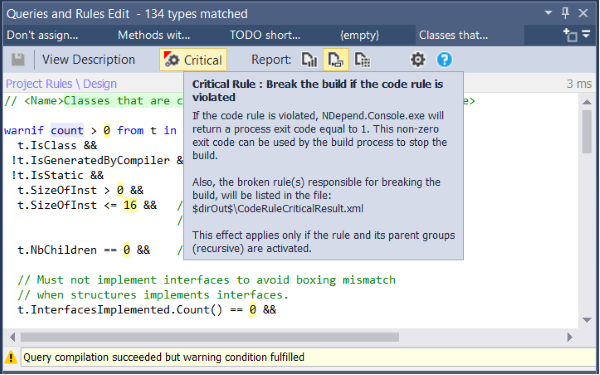 Queries and Rules Edit  - 134 types matched
Don't assign...  Methods wit...  TODO short...  {empty}  Classes that...
View Description  Critical  Report:
Project Rules \ Design  3 ms
// <Name>Classes that are c  e>
Critical Rule : Break the build if the code rule is
violated
If the code rule is violated, NDepend.Console.exe will
return a process exit code equal to 1. This non-zero
exit code can be used by the build process to stop the
build.
Also, the broken rule(s) responsible for breaking the
build, will be listed in the file:
$dirOut$\CodeRuleCriticalResult.xml
This effect applies only if the rule and its parent groups
(recursive) are activated.
warnif count > 0 from t in
t.IsClass &&
!t.IsGeneratedByCompiler &
!t.IsStatic &&
t.SizeOfInst > 0 &&
t.SizeOfInst <= 16 &&  /
/
t.NbChildren == 0 &&  /
// Must not implement interfaces to avoid boxing mismatch
// when structures implements interfaces.
t.InterfacesImplemented.Count() == 0 &&
Query compilation succeeded but warning condition fulfilled